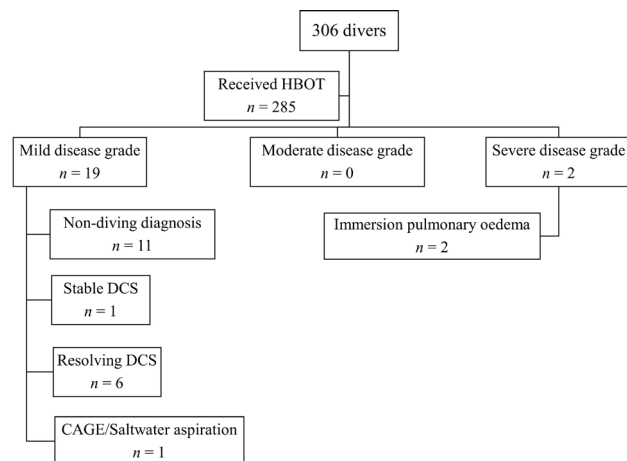 306 divers
Received HBOT
n = 285
Mild disease grade
n = 19
Moderate disease grade
n = 0
Severe disease grade
n = 2
Non-diving diagnosis
n = 11
Immersion pulmonary oedema
n = 2
Stable DCS
n = 1
Resolving DCS
n = 6
CAGE/Saltwater aspiration
n = 1